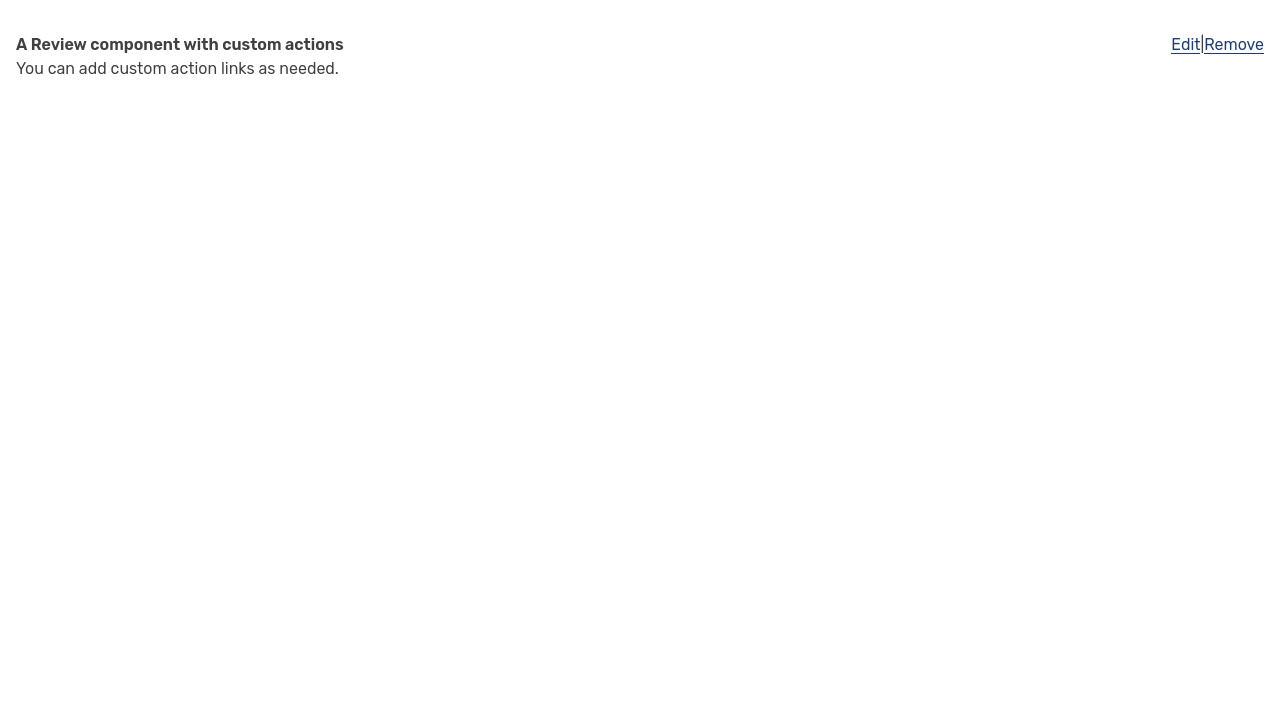 A Review component with custom actions
Edit|Remove
You can add custom action links as needed.